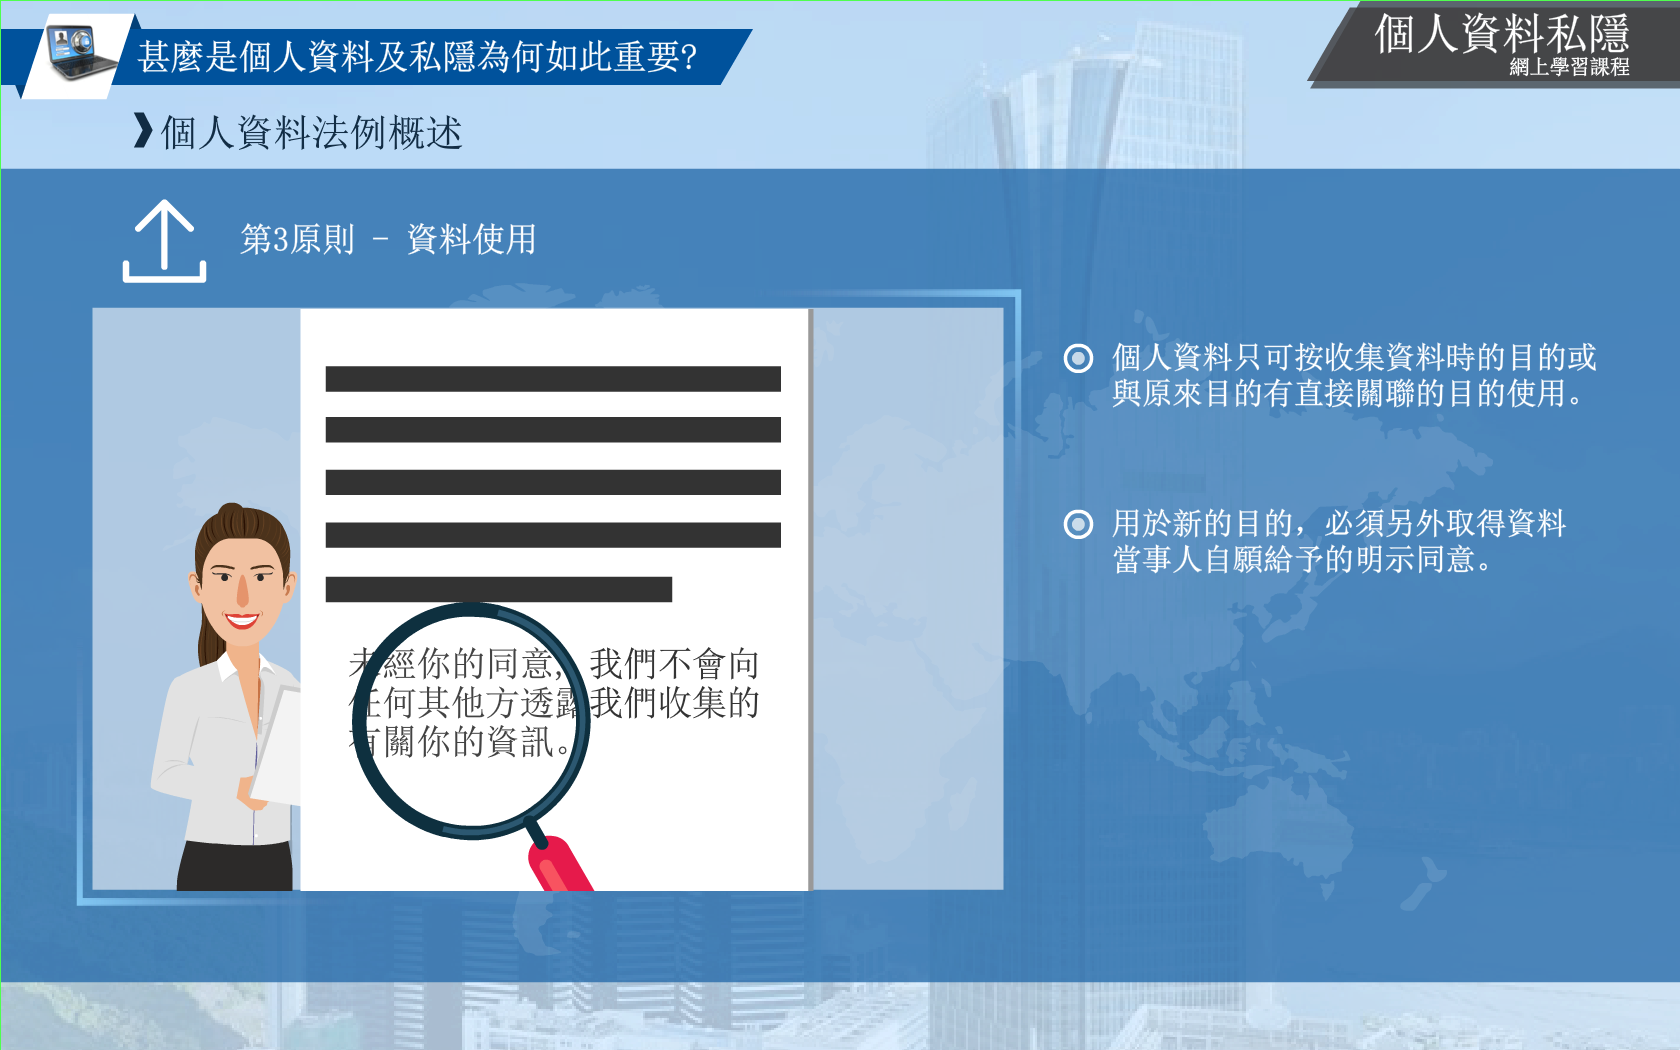 甚麼是個人資料及私隱為何如此重要?
個人資料私隱
網上學習課程
個人資料法例概述
第3原則 - 資料使用
未經你的同意, 我們不會向
任何其他方透露我們收集的
有關你的資訊。
個人資料只可按收集資料時的目的或
與原來目的有直接關聯的目的使用。
用於新的目的，必須另外取得資料
當事人自願給予的明示同意。